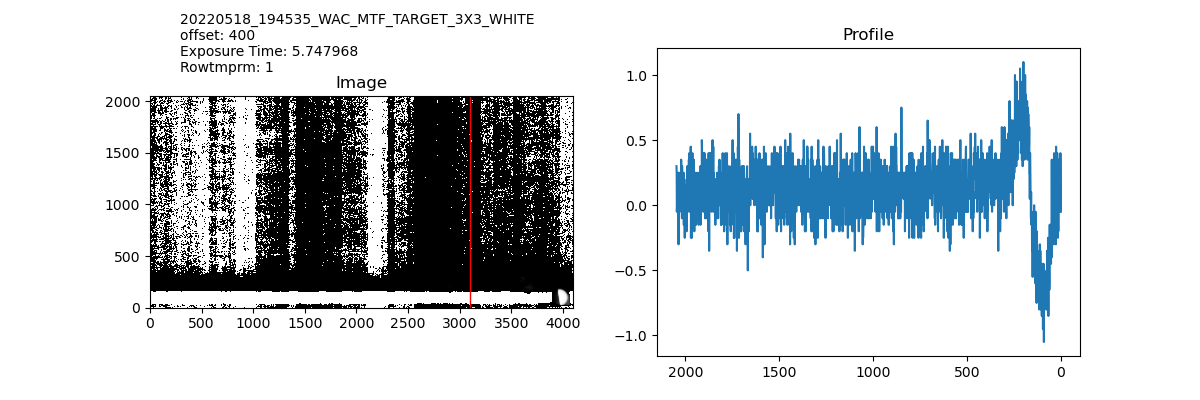 20220518_194535_WAC_MTF_TARGET_3X3_WHITE
offset: 400
Exposure Time: 5.747968
Rowtmprm: 1
Image
2000
1500
1000
500
0
0 500 1000 1500 2000 2500 3000 3500 4000
Profile
1.0
0.5
0.0
−0.5
−1.0
2000 1500 1000 500 0